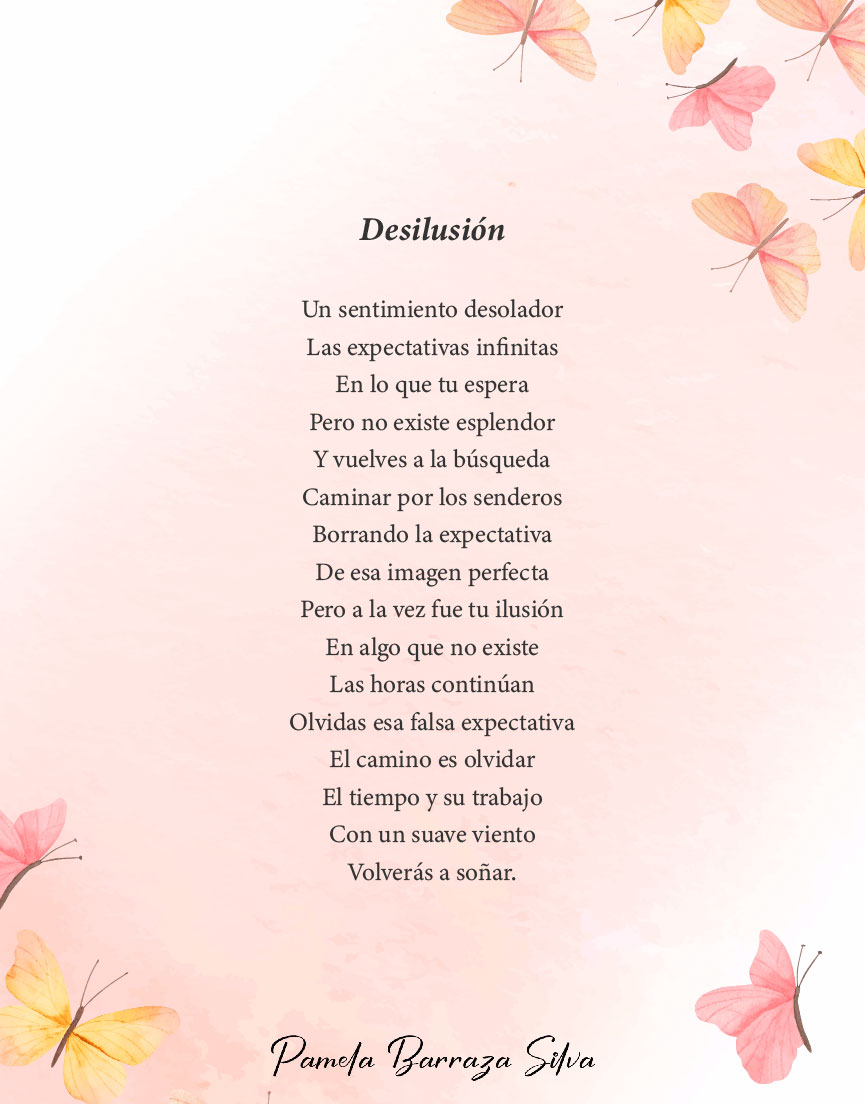 Desilusión
Un sentimiento desolador
Las expectativas infinitas
En lo que tu espera
Pero no existe esplendor
Y vuelves a la búsqueda
Caminar por los senderos
Borrando la expectativa
De esa imagen perfecta
Pero a la vez fue tu ilusión
En algo que no existe
Las horas continúan
Olvidas esa falsa expectativa
El camino es olvidar
El tiempo y su trabajo
Con un suave viento
Volverás a soñar.
Pamela Barraza Silva